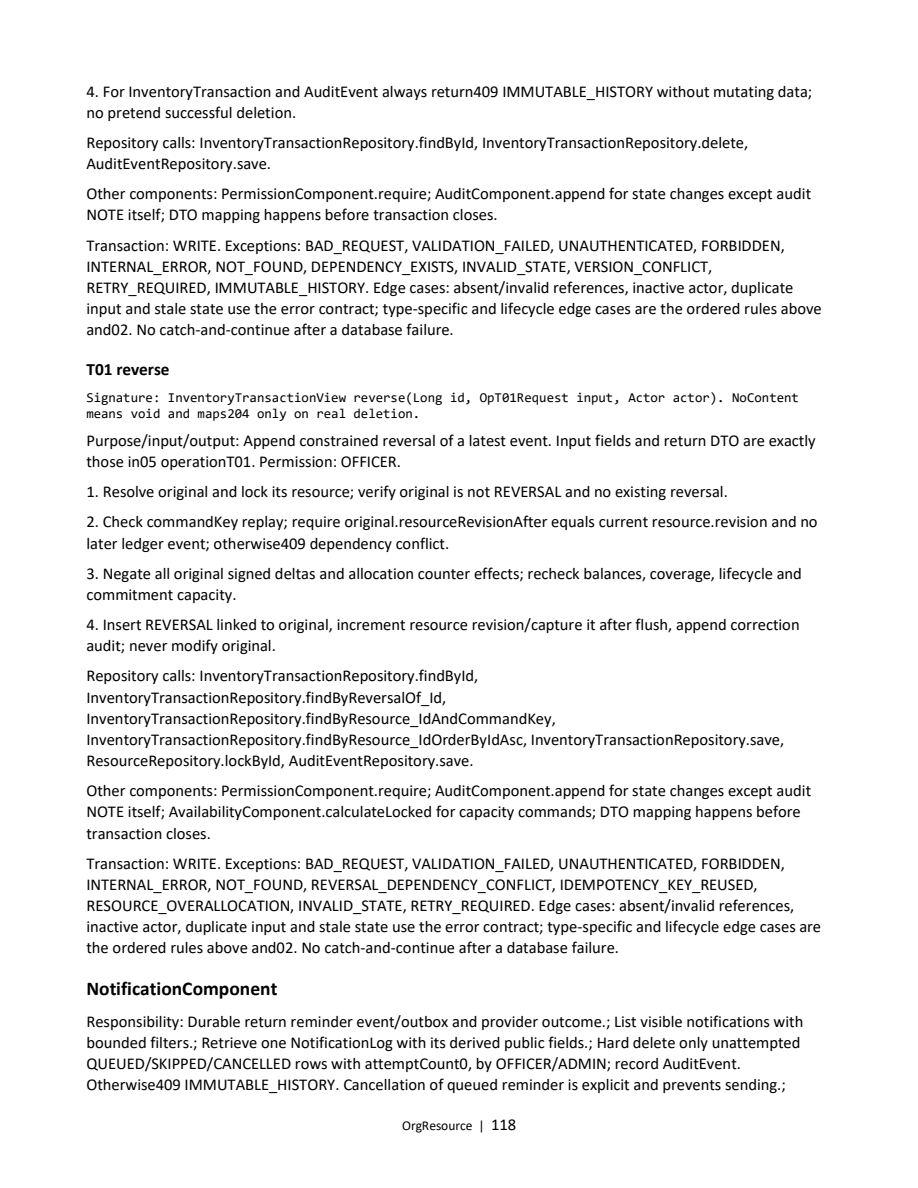 4. For InventoryTransaction and AuditEvent always return409 IMMUTABLE_HISTORY without mutating data;
no pretend successful deletion.
Repository calls: InventoryTransactionRepository.findById, InventoryTransactionRepository.delete,
AuditEventRepository.save.
Other components: PermissionComponent.require; AuditComponent.append for state changes except audit
NOTE itself; DTO mapping happens before transaction closes.
Transaction: WRITE. Exceptions: BAD_REQUEST, VALIDATION_FAILED, UNAUTHENTICATED, FORBIDDEN,
INTERNAL_ERROR, NOT_FOUND, DEPENDENCY_EXISTS, INVALID_STATE, VERSION_CONFLICT,
RETRY_REQUIRED, IMMUTABLE_HISTORY. Edge cases: absent/invalid references, inactive actor, duplicate
input and stale state use the error contract; type-specific and lifecycle edge cases are the ordered rules above
and02. No catch-and-continue after a database failure.
T01 reverse
Signature: InventoryTransactionView reverse(Long id, OpT01Request input, Actor actor). NoContent
means void and maps204 only on real deletion.
Purpose/input/output: Append constrained reversal of a latest event. Input fields and return DTO are exactly
those in05 operationT01. Permission: OFFICER.
1. Resolve original and lock its resource; verify original is not REVERSAL and no existing reversal.
2. Check commandKey replay; require original.resourceRevisionAfter equals current resource.revision and no
later ledger event; otherwise409 dependency conflict.
3. Negate all original signed deltas and allocation counter effects; recheck balances, coverage, lifecycle and
commitment capacity.
4. Insert REVERSAL linked to original, increment resource revision/capture it after flush, append correction
audit; never modify original.
Repository calls: InventoryTransactionRepository.findById,
InventoryTransactionRepository.findByReversalOf_Id,
InventoryTransactionRepository.findByResource_IdAndCommandKey,
InventoryTransactionRepository.findByResource_IdOrderByIdAsc, InventoryTransactionRepository.save,
ResourceRepository.lockById, AuditEventRepository.save.
Other components: PermissionComponent.require; AuditComponent.append for state changes except audit
NOTE itself; AvailabilityComponent.calculateLocked for capacity commands; DTO mapping happens before
transaction closes.
Transaction: WRITE. Exceptions: BAD_REQUEST, VALIDATION_FAILED, UNAUTHENTICATED, FORBIDDEN,
INTERNAL_ERROR, NOT_FOUND, REVERSAL_DEPENDENCY_CONFLICT, IDEMPOTENCY_KEY_REUSED,
RESOURCE_OVERALLOCATION, INVALID_STATE, RETRY_REQUIRED. Edge cases: absent/invalid references,
inactive actor, duplicate input and stale state use the error contract; type-specific and lifecycle edge cases are
the ordered rules above and02. No catch-and-continue after a database failure.
NotificationComponent
Responsibility: Durable return reminder event/outbox and provider outcome.; List visible notifications with
bounded filters.; Retrieve one NotificationLog with its derived public fields.; Hard delete only unattempted
QUEUED/SKIPPED/CANCELLED rows with attemptCount0, by OFFICER/ADMIN; record AuditEvent.
Otherwise409 IMMUTABLE_HISTORY. Cancellation of queued reminder is explicit and prevents sending.;
OrgResource | 118